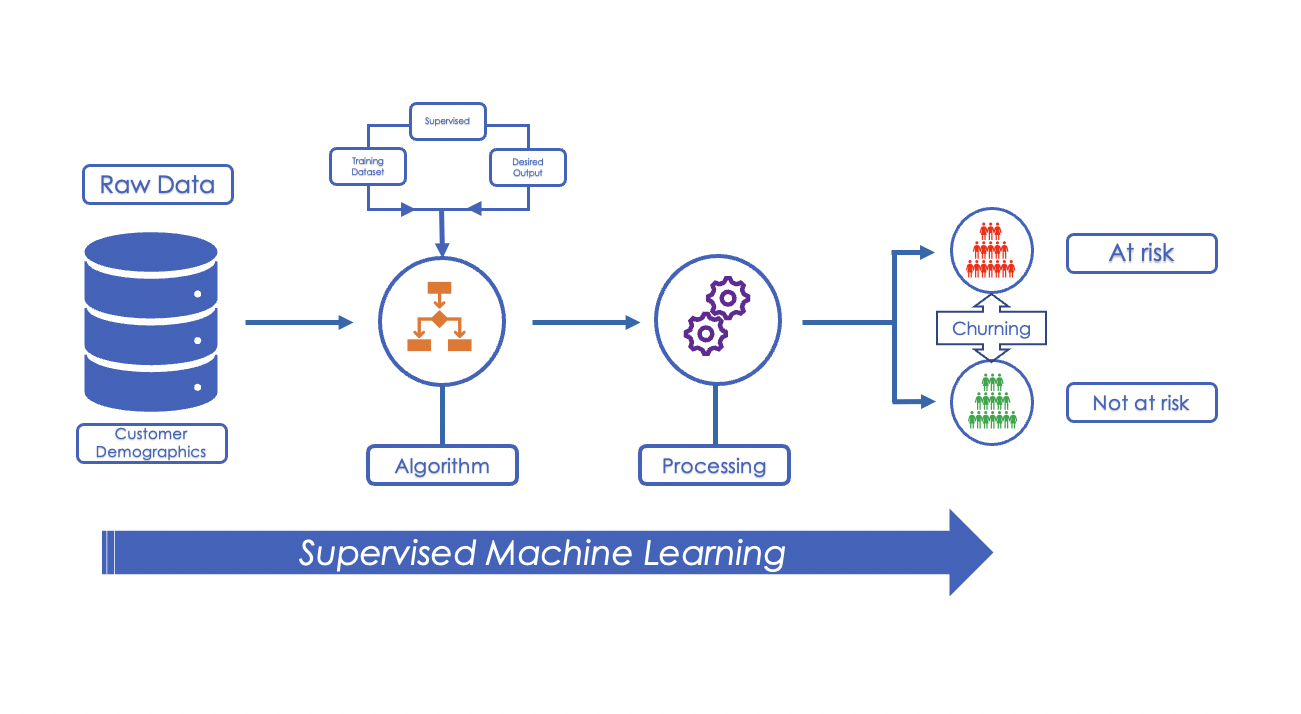 Supervised
Training
Dataset
Desired
Output
Raw Data
Customer
Demographics
Algorithm
Processing
At risk
Churning
Not at risk
Supervised Machine Learning